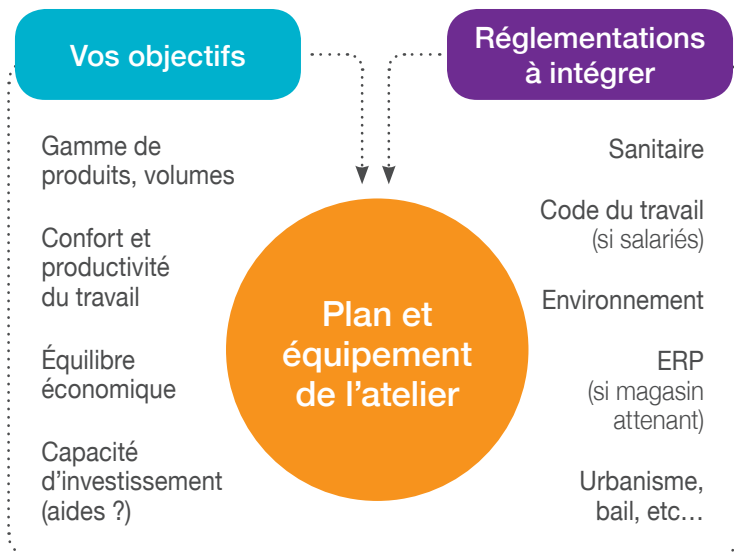 Vos objectifs
Gamme de
produits, volumes
Confort et
productivité
du travail
Équilibre
économique
Capacité
d’investissement
(aides ?)
Réglementations
à intégrer
Sanitaire
Code du travail
(si salariés)
Environnement
ERP
(si magasin
attenant)
Urbanisme,
bail, etc…
Plan et
équipement
de l’atelier